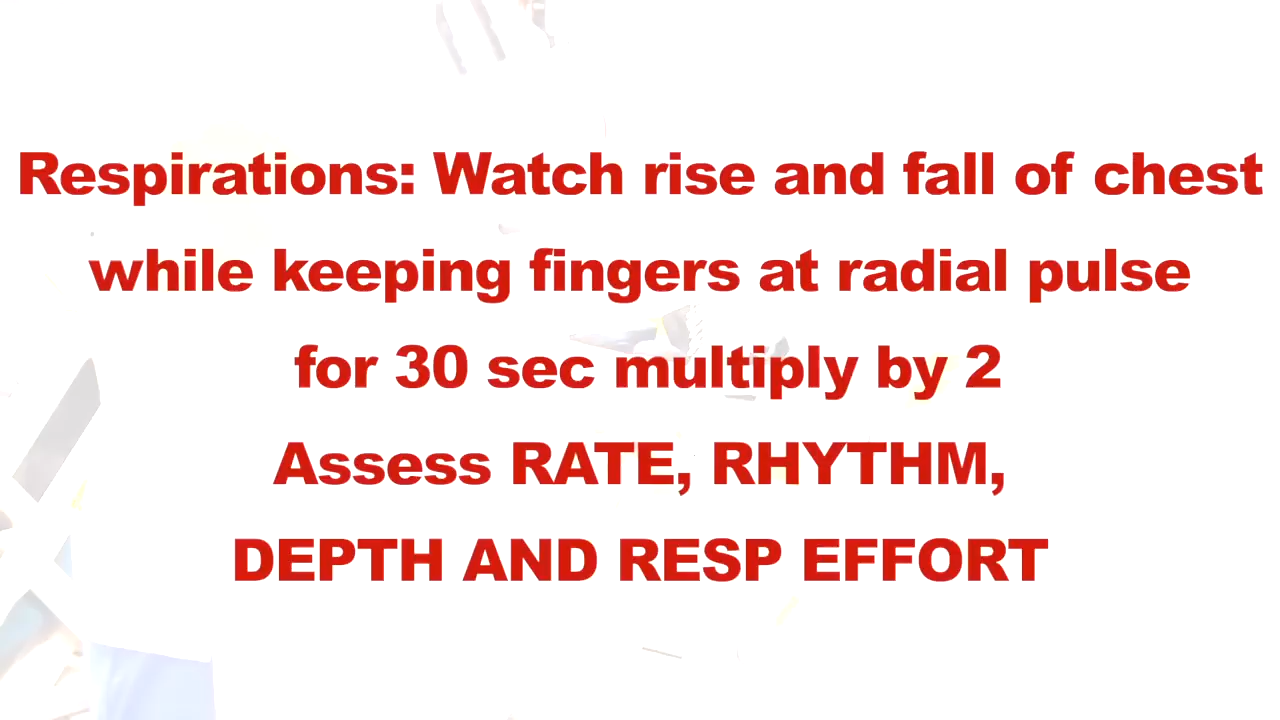 Respirations: Watch rise and fall of chest
while keeping fingers at radial pulse
for 30 sec multiply by 2
Assess RATE, RHYTHM,
DEPTH AND RESP EFFORT